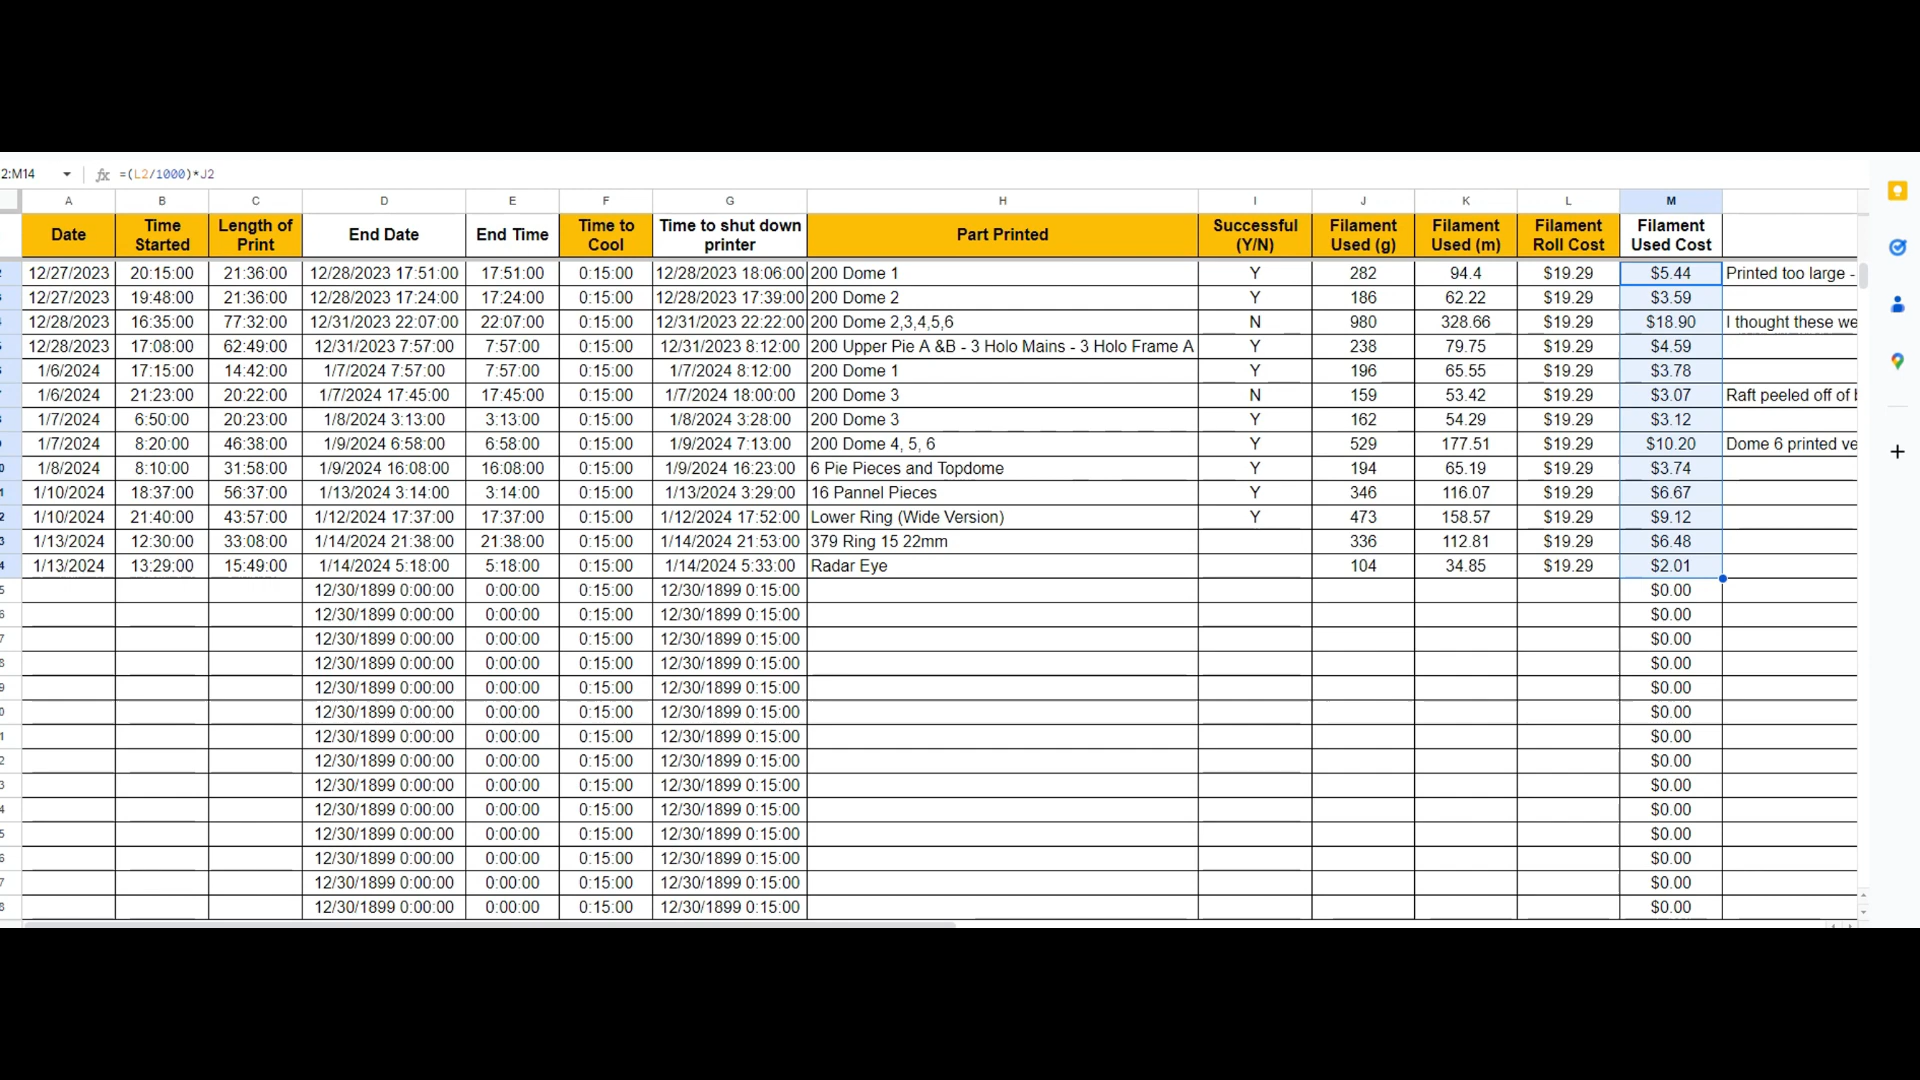 2:M14 fx =(L2/1000)*J2
A B C D E F G H I J K L M
Date Time Started Length of Print End Date End Time Time to Cool Time to shut down printer Part Printed Successful (Y/N) Filament Used (g) Filament Used (m) Filament Roll Cost Filament Used Cost
2 12/27/2023 20:15:00 21:36:00 12/28/2023 17:51:00 17:51:00 0:15:00 12/28/2023 18:06:00 200 Dome 1 Y 282 94.4 $19.29 $5.44 Printed too large -
12/27/2023 19:48:00 21:36:00 12/28/2023 17:24:00 17:24:00 0:15:00 12/28/2023 17:39:00 200 Dome 2 Y 186 62.22 $19.29 $3.59
12/28/2023 16:35:00 77:32:00 12/31/2023 22:07:00 22:07:00 0:15:00 12/31/2023 22:22:00 200 Dome 2,3,4,5,6 N 980 328.66 $19.29 $18.90 I thought these we
12/28/2023 17:08:00 62:49:00 12/31/2023 7:57:00 7:57:00 0:15:00 12/31/2023 8:12:00 200 Upper Pie A &B - 3 Holo Mains - 3 Holo Frame A Y 238 79.75 $19.29 $4.59
1/6/2024 17:15:00 14:42:00 1/7/2024 7:57:00 7:57:00 0:15:00 1/7/2024 8:12:00 200 Dome 1 Y 196 65.55 $19.29 $3.78
1/6/2024 21:23:00 20:22:00 1/7/2024 17:45:00 17:45:00 0:15:00 1/7/2024 18:00:00 200 Dome 3 N 159 53.42 $19.29 $3.07 Raft peeled off of
1/7/2024 6:50:00 20:23:00 1/8/2024 3:13:00 3:13:00 0:15:00 1/8/2024 3:28:00 200 Dome 3 Y 162 54.29 $19.29 $3.12
1/7/2024 8:20:00 46:38:00 1/9/2024 6:58:00 6:58:00 0:15:00 1/9/2024 7:13:00 200 Dome 4, 5, 6 Y 529 177.51 $19.29 $10.20 Dome 6 printed ve
0 1/8/2024 8:10:00 31:58:00 1/9/2024 16:08:00 16:08:00 0:15:00 1/9/2024 16:23:00 6 Pie Pieces and Topdome Y 194 65.19 $19.29 $3.74
1 1/10/2024 18:37:00 56:37:00 1/13/2024 3:14:00 3:14:00 0:15:00 1/13/2024 3:29:00 16 Pannel Pieces Y 346 116.07 $19.29 $6.67
2 1/10/2024 21:40:00 43:57:00 1/12/2024 17:37:00 17:37:00 0:15:00 1/12/2024 17:52:00 Lower Ring (Wide Version) Y 473 158.57 $19.29 $9.12
3 1/13/2024 12:30:00 33:08:00 1/14/2024 21:38:00 21:38:00 0:15:00 1/14/2024 21:53:00 379 Ring 15 22mm 336 112.81 $19.29 $6.48
4 1/13/2024 13:29:00 15:49:00 1/14/2024 5:18:00 5:18:00 0:15:00 1/14/2024 5:33:00 Radar Eye 104 34.85 $19.29 $2.01
5 12/30/1899 0:00:00 0:00:00 0:15:00 12/30/1899 0:15:00 $0.00
6 12/30/1899 0:00:00 0:00:00 0:15:00 12/30/1899 0:15:00 $0.00
7 12/30/1899 0:00:00 0:00:00 0:15:00 12/30/1899 0:15:00 $0.00
8 12/30/1899 0:00:00 0:00:00 0:15:00 12/30/1899 0:15:00 $0.00
9 12/30/1899 0:00:00 0:00:00 0:15:00 12/30/1899 0:15:00 $0.00
0 12/30/1899 0:00:00 0:00:00 0:15:00 12/30/1899 0:15:00 $0.00
1 12/30/1899 0:00:00 0:00:00 0:15:00 12/30/1899 0:15:00 $0.00
2 12/30/1899 0:00:00 0:00:00 0:15:00 12/30/1899 0:15:00 $0.00
3 12/30/1899 0:00:00 0:00:00 0:15:00 12/30/1899 0:15:00 $0.00
4 12/30/1899 0:00:00 0:00:00 0:15:00 12/30/1899 0:15:00 $0.00
5 12/30/1899 0:00:00 0:00:00 0:15:00 12/30/1899 0:15:00 $0.00
6 12/30/1899 0:00:00 0:00:00 0:15:00 12/30/1899 0:15:00 $0.00
7 12/30/1899 0:00:00 0:00:00 0:15:00 12/30/1899 0:15:00 $0.00
8 12/30/1899 0:00:00 0:00:00 0:15:00 12/30/1899 0:15:00 $0.00